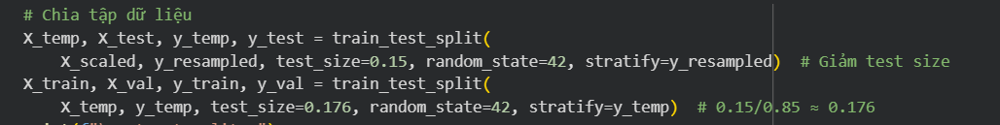 # Chia tập dữ liệu
X_temp, X_test, y_temp, y_test = train_test_split(
X_scaled, y_resampled, test_size=0.15, random_state=42, stratify=y_resampled)  # Giảm test size
X_train, X_val, y_train, y_val = train_test_split(
X_temp, y_temp, test_size=0.176, random_state=42, stratify=y_temp)  # 0.15/0.85 ≈ 0.176